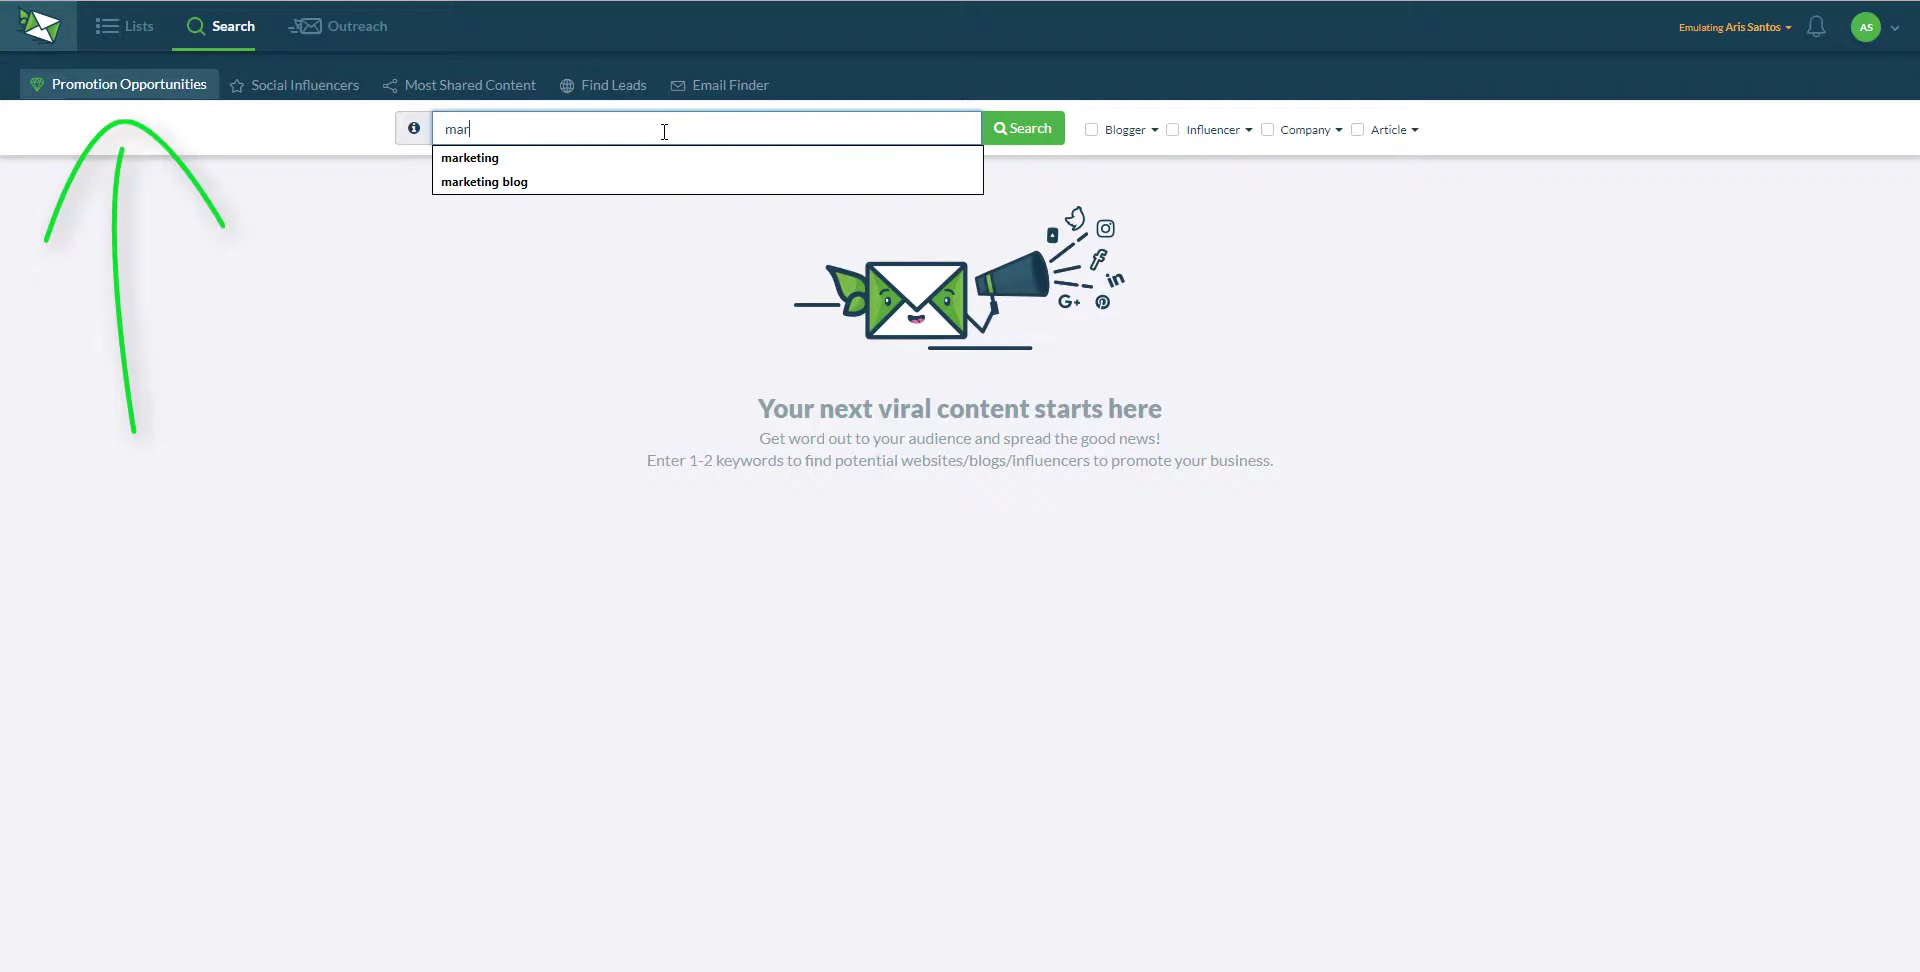 Lists
Search
Outreach
Emulating Aris Santos
AS
Promotion Opportunities
Social Influencers
Most Shared Content
Find Leads
Email Finder
mar
Search
Blogger
Influencer
Company
Article
marketing
marketing blog
Your next viral content starts here
Get word out to your audience and spread the good news!
Enter 1-2 keywords to find potential websites/blogs/influencers to promote your business.